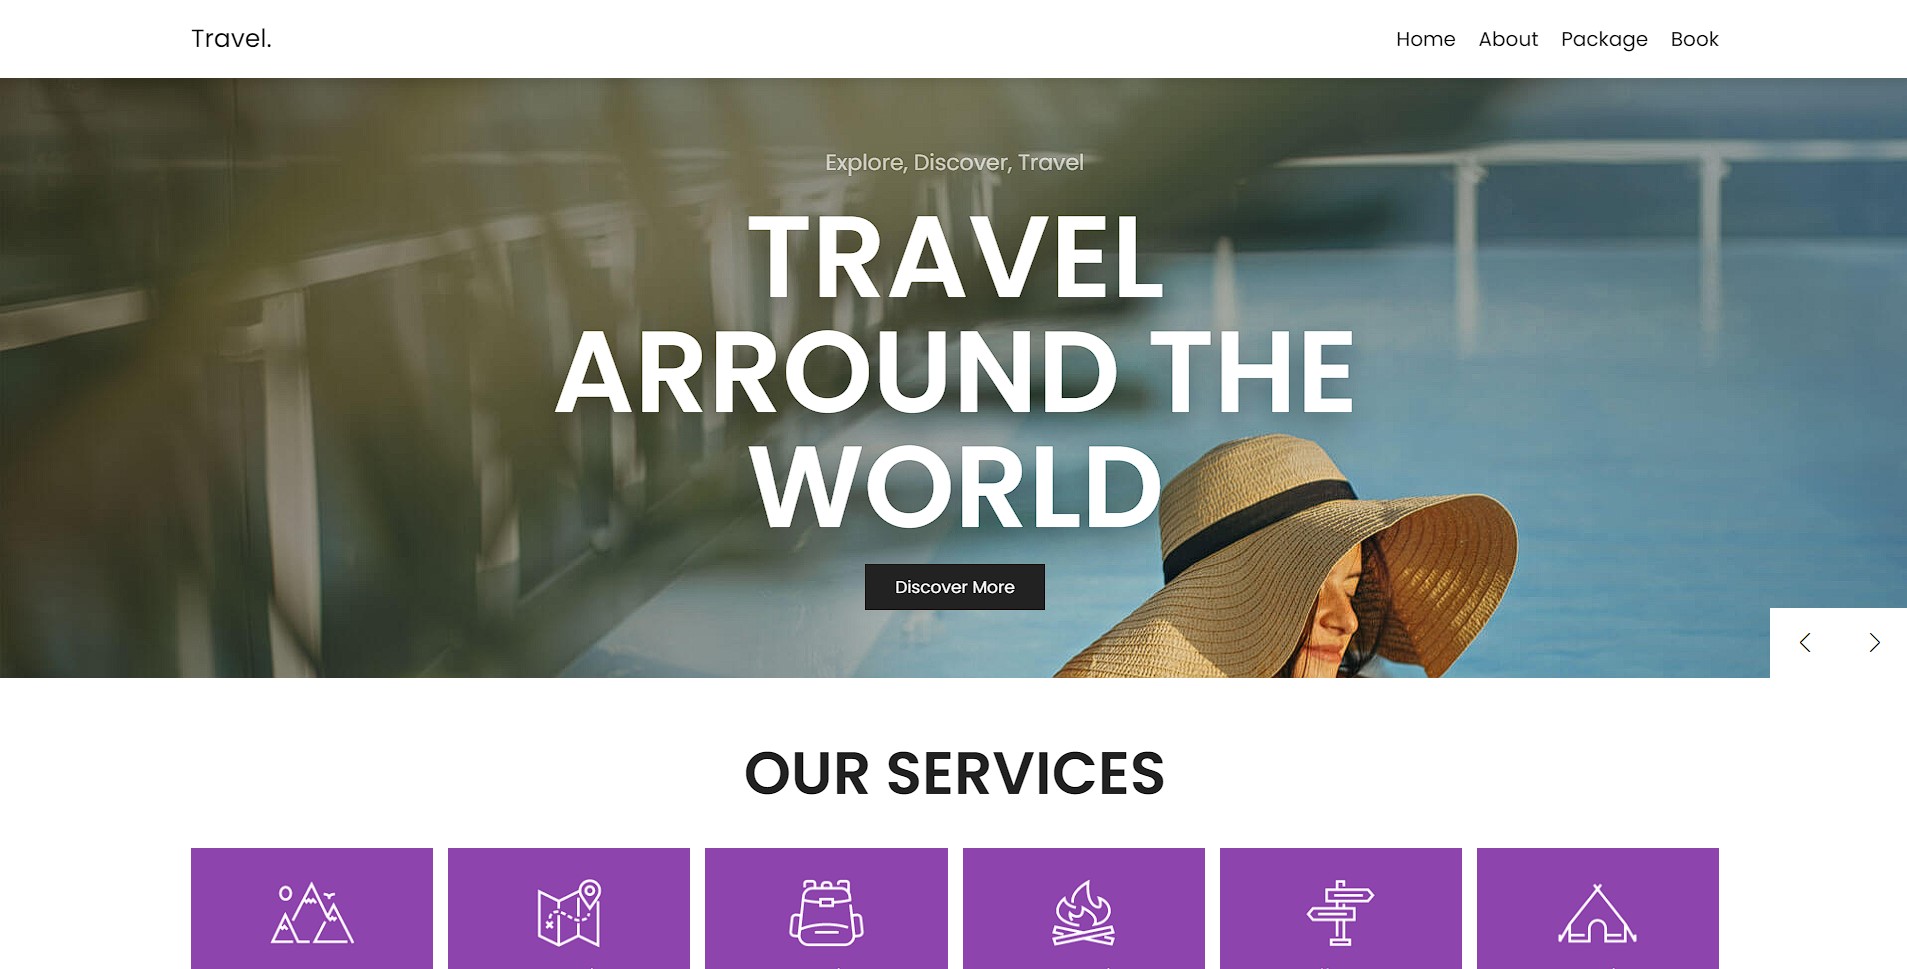 Travel.
Home About Package Book
Explore, Discover, Travel
TRAVEL
ARROUND THE
WORLD
Discover More
OUR SERVICES